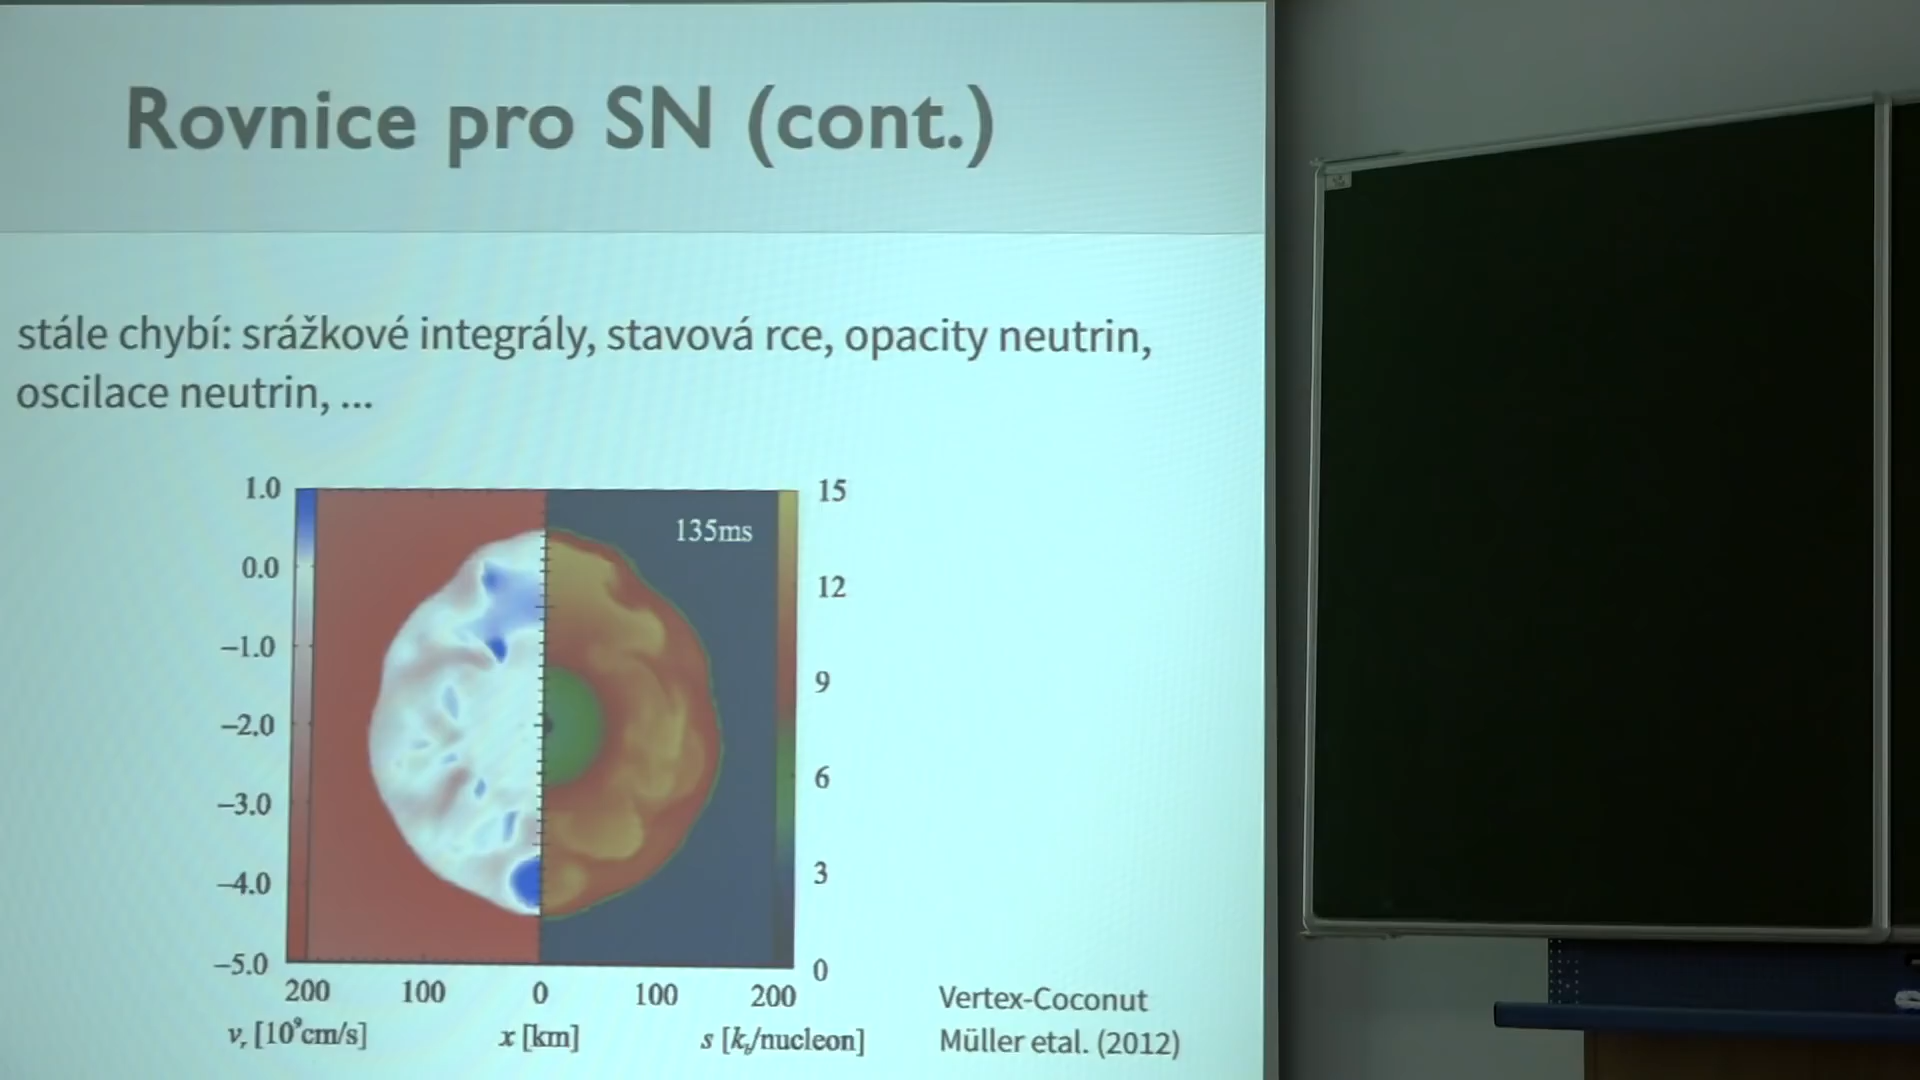 Rovnice pro SN (cont.)
stále chybí: srážkové integrály, stavová rce, opacity neutrin,
oscilace neutrin, ...
1.0
0.0
−1.0
−2.0
−3.0
−4.0
−5.0
135ms
15
12
9
6
3
0
200 100 0 100 200
vr [10⁹cm/s] x [km] s [kb/nucleon]
Vertex-Coconut
Müller etal. (2012)